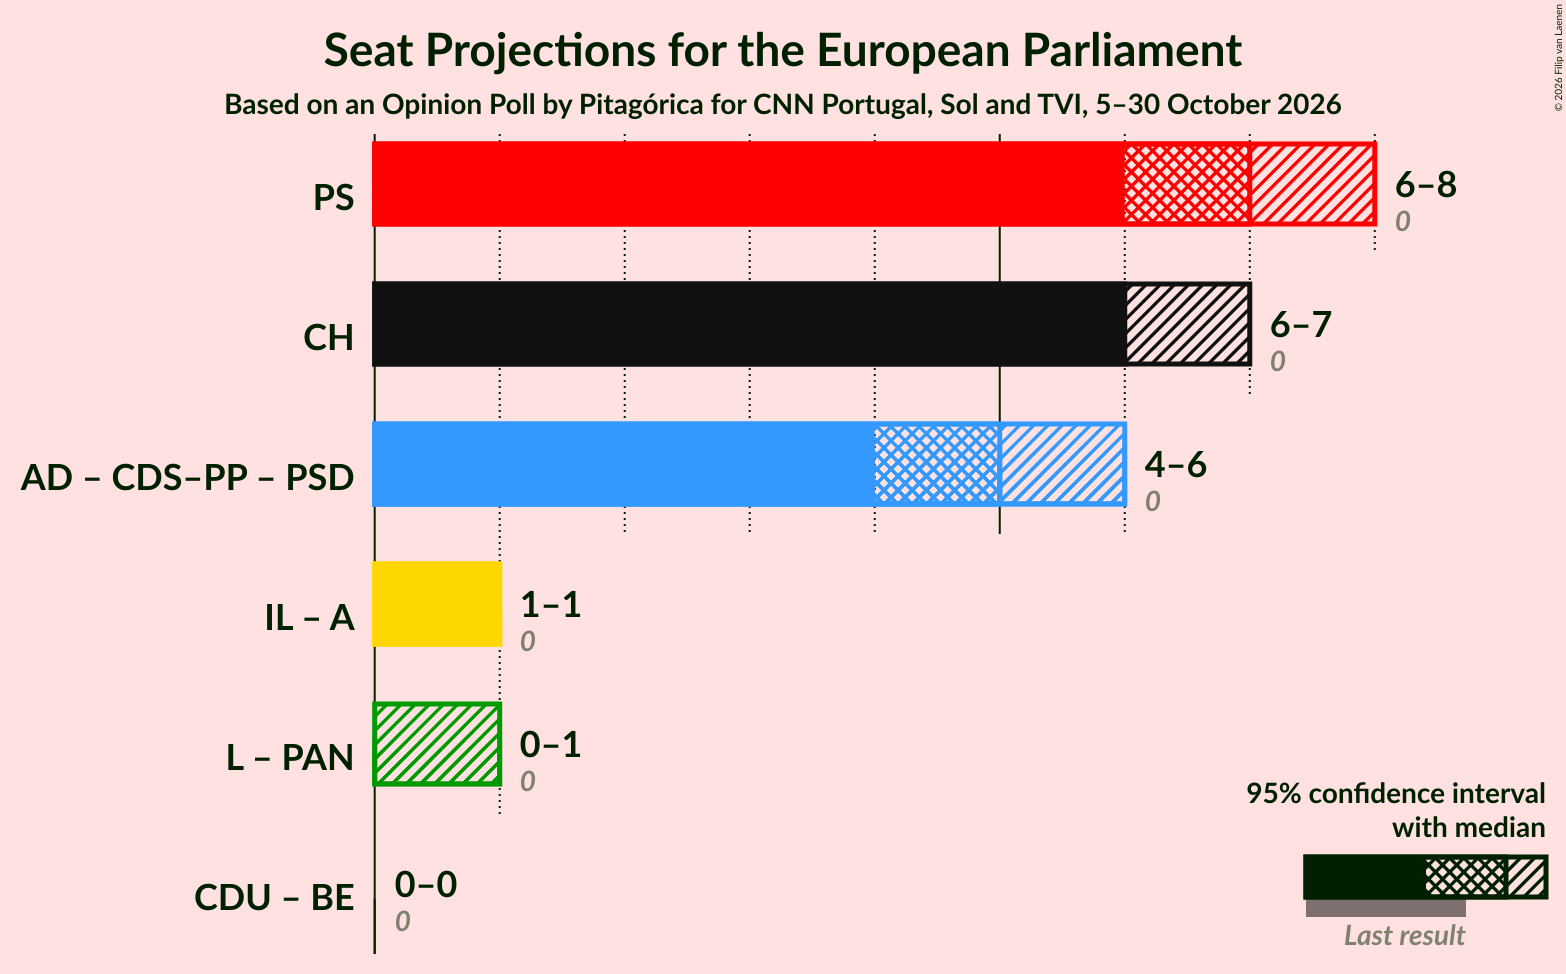 Seat Projections for the European Parliament
Based on an Opinion Poll by Pitagórica for CNN Portugal, Sol and TVI, 5–30 October 2026
© 2026 Filip van Laenen
PS
6–8
0
CH
6–7
0
AD – CDS–PP – PSD
4–6
0
IL – A
1–1
0
L – PAN
0–1
0
CDU – BE
0–0
0
95% confidence interval
with median
Last result